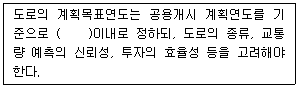 도로의 계획목표연도는 공용개시 계획연도를 기
준으로 (    )이내로 정하되, 도로의 종류, 교통
량 예측의 신뢰성, 투자의 효율성 등을 고려해야
한다.